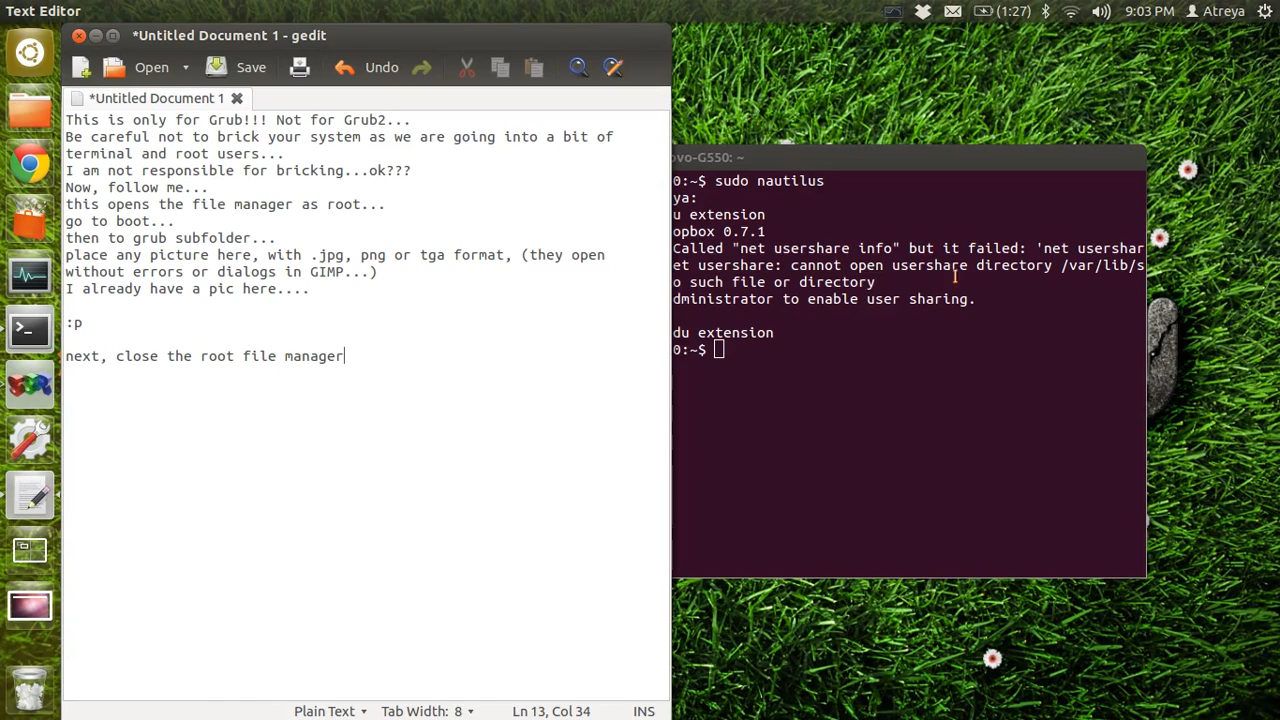 Text Editor
(1:27)
9:03 PM
Atreya
*Untitled Document 1 - gedit
Open
Save
Undo
*Untitled Document 1
This is only for Grub!!! Not for Grub2...
Be careful not to brick your system as we are going into a bit of
terminal and root users...
I am not responsible for bricking...ok???
Now, follow me...
this opens the file manager as root...
go to boot...
then to grub subfolder...
place any picture here, with .jpg, png or tga format, (they open
without errors or dialogs in GIMP...)
I already have a pic here....
:p
next, close the root file manager
Plain Text
Tab Width: 8
Ln 13, Col 34
INS
ovo-G550: ~
0:~$ sudo nautilus
ya:
u extension
opbox 0.7.1
Called "net usershare info" but it failed: 'net usershar
et usershare: cannot open usershare directory /var/lib/s
o such file or directory
dministrator to enable user sharing.
du extension
0:~$